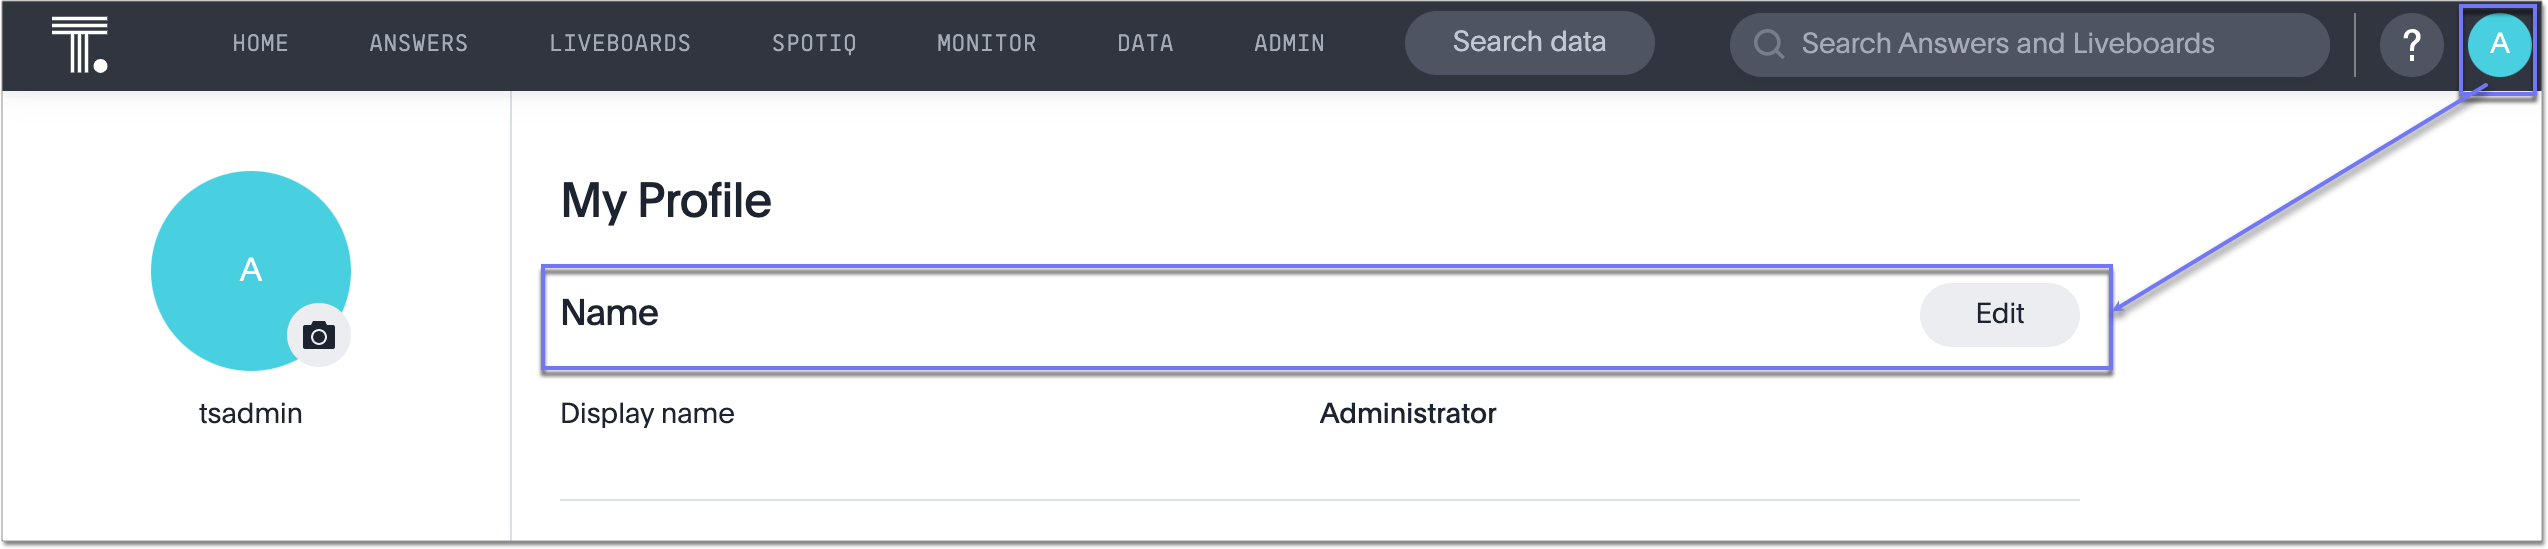 T.
HOME ANSWERS LIVEBOARDS SPOTIQ MONITOR DATA ADMIN Search data Search Answers and Liveboards ? A
My Profile
A
Name Edit
tsadmin
Display name Administrator